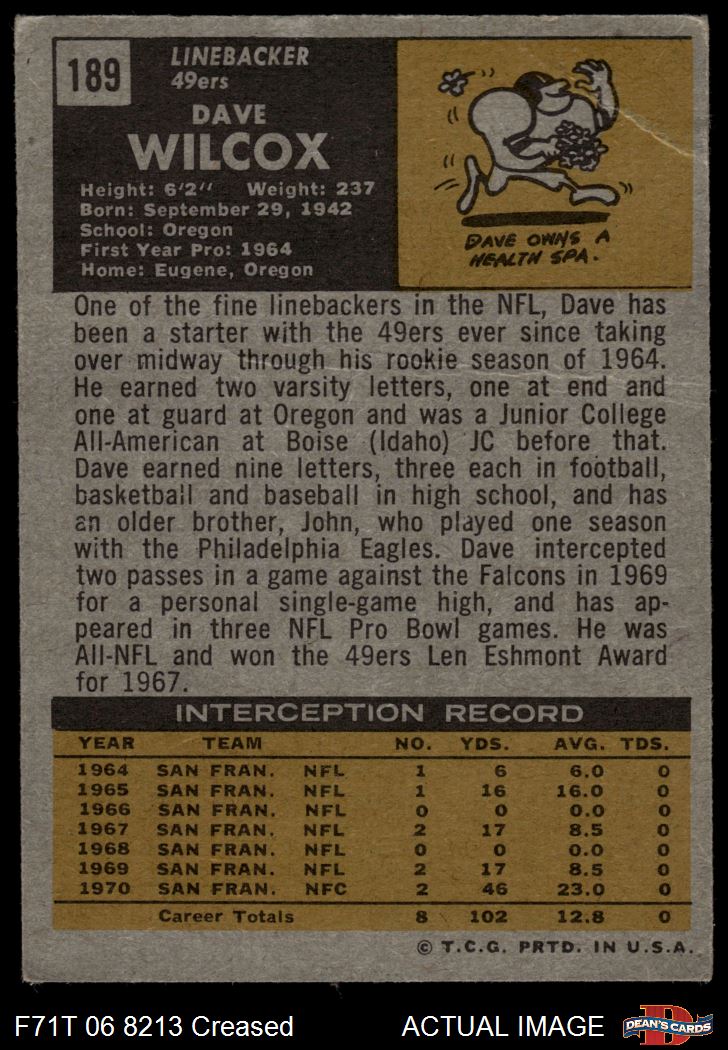 189
LINEBACKER
49ers
DAVE
WILCOX
Height: 6'2" Weight: 237
Born: September 29, 1942
School: Oregon
First Year Pro: 1964
Home: Eugene, Oregon
DAVE OWNS A
HEALTH SPA.
One of the fine linebackers in the NFL, Dave has
been a starter with the 49ers ever since taking
over midway through his rookie season of 1964.
He earned two varsity letters, one at end and
one at guard at Oregon and was a Junior College
All-American at Boise (Idaho) JC before that.
Dave earned nine letters, three each in football,
basketball and baseball in high school, and has
an older brother, John, who played one season
with the Philadelphia Eagles. Dave intercepted
two passes in a game against the Falcons in 1969
for a personal single-game high, and has ap-
peared in three NFL Pro Bowl games. He was
All-NFL and won the 49ers Len Eshmont Award
for 1967.
INTERCEPTION RECORD
YEAR TEAM NO. YDS. AVG. TDS.
1964 SAN FRAN. NFL 1 6 6.0 0
1965 SAN FRAN. NFL 1 16 16.0 0
1966 SAN FRAN. NFL 0 0 0.0 0
1967 SAN FRAN. NFL 2 17 8.5 0
1968 SAN FRAN. NFL 0 0 0.0 0
1969 SAN FRAN. NFL 2 17 8.5 0
1970 SAN FRAN. NFC 2 46 23.0 0
Career Totals 8 102 12.8 0
© T.C.G. PRTD. IN U.S.A.
F71T 06 8213 Creased ACTUAL IMAGE D DEAN'S CARDS